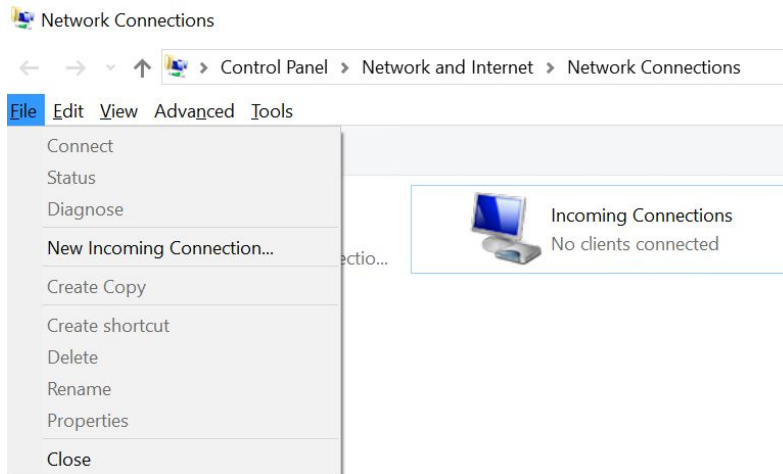 Network Connections
Control Panel > Network and Internet > Network Connections
File Edit View Advanced Tools
Connect
Status
Diagnose
New Incoming Connection...
Create Copy
Create shortcut
Delete
Rename
Properties
Close
ectio...
Incoming Connections
No clients connected